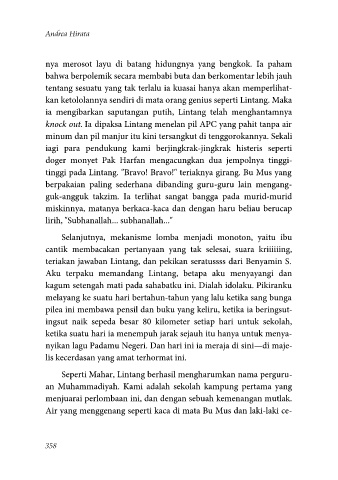 Andrea Hirata
nya merosot layu di batang hidungnya yang bengkok. Ia paham
bahwa berpolemik secara membabi buta dan berkomentar lebih jauh
tentang sesuatu yang tak terlalu ia kuasai hanya akan memperlihat-
kan ketololannya sendiri di mata orang genius seperti Lintang. Maka
ia mengibarkan saputangan putih, Lintang telah menghantamnya
knock out. Ia dipaksa Lintang menelan pil APC yang pahit tanpa air
minum dan pil manjur itu kini tersangkut di tenggorokannya. Sekali
lagi para pendukung kami berjingkrak-jingkrak histeris seperti
doger monyet Pak Harfan mengacungkan dua jempolnya tinggi-
tinggi pada Lintang. "Bravo! Bravo!" teriaknya girang. Bu Mus yang
berpakaian paling sederhana dibanding guru-guru lain mengang-
guk-angguk takzim. Ia terlihat sangat bangga pada murid-murid
miskinnya, matanya berkaca-kaca dan dengan haru beliau berucap
lirih, "Subhanallah... subhanallah..."
Selanjutnya, mekanisme lomba menjadi monoton, yaitu ibu
cantik membacakan pertanyaan yang tak selesai, suara kriiiiiing,
teriakan jawaban Lintang, dan pekikan seratussss dari Benyamin S.
Aku terpaku memandang Lintang, betapa aku menyayangi dan
kagum setengah mati pada sahabatku ini. Dialah idolaku. Pikiranku
melayang ke suatu hari bertahun-tahun yang lalu ketika sang bunga
pilea ini membawa pensil dan buku yang keliru, ketika ia beringsut-
ingsut naik sepeda besar 80 kilometer setiap hari untuk sekolah,
ketika suatu hari ia menempuh jarak sejauh itu hanya untuk menya-
nyikan lagu Padamu Negeri. Dan hari ini ia meraja di sini—di maje-
lis kecerdasan yang amat terhormat ini.
Seperti Mahar, Lintang berhasil mengharumkan nama perguru-
an Muhammadiyah. Kami adalah sekolah kampung pertama yang
menjuarai perlombaan ini, dan dengan sebuah kemenangan mutlak.
Air yang menggenang seperti kaca di mata Bu Mus dan laki-laki ce-
358